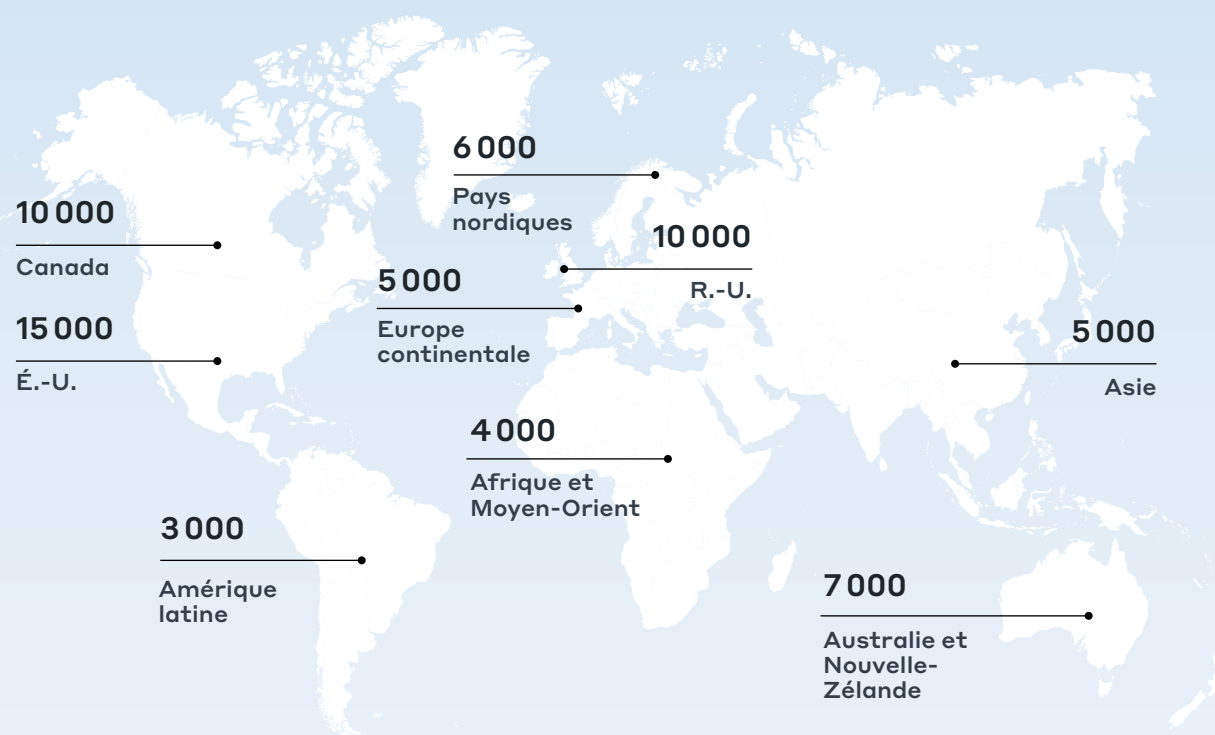 6 000
Pays
nordiques
10 000
Canada
10 000
R.-U.
5 000
Europe
continentale
15 000
É.-U.
5 000
Asie
4 000
Afrique et
Moyen-Orient
3 000
Amérique
latine
7 000
Australie et
Nouvelle-
Zélande